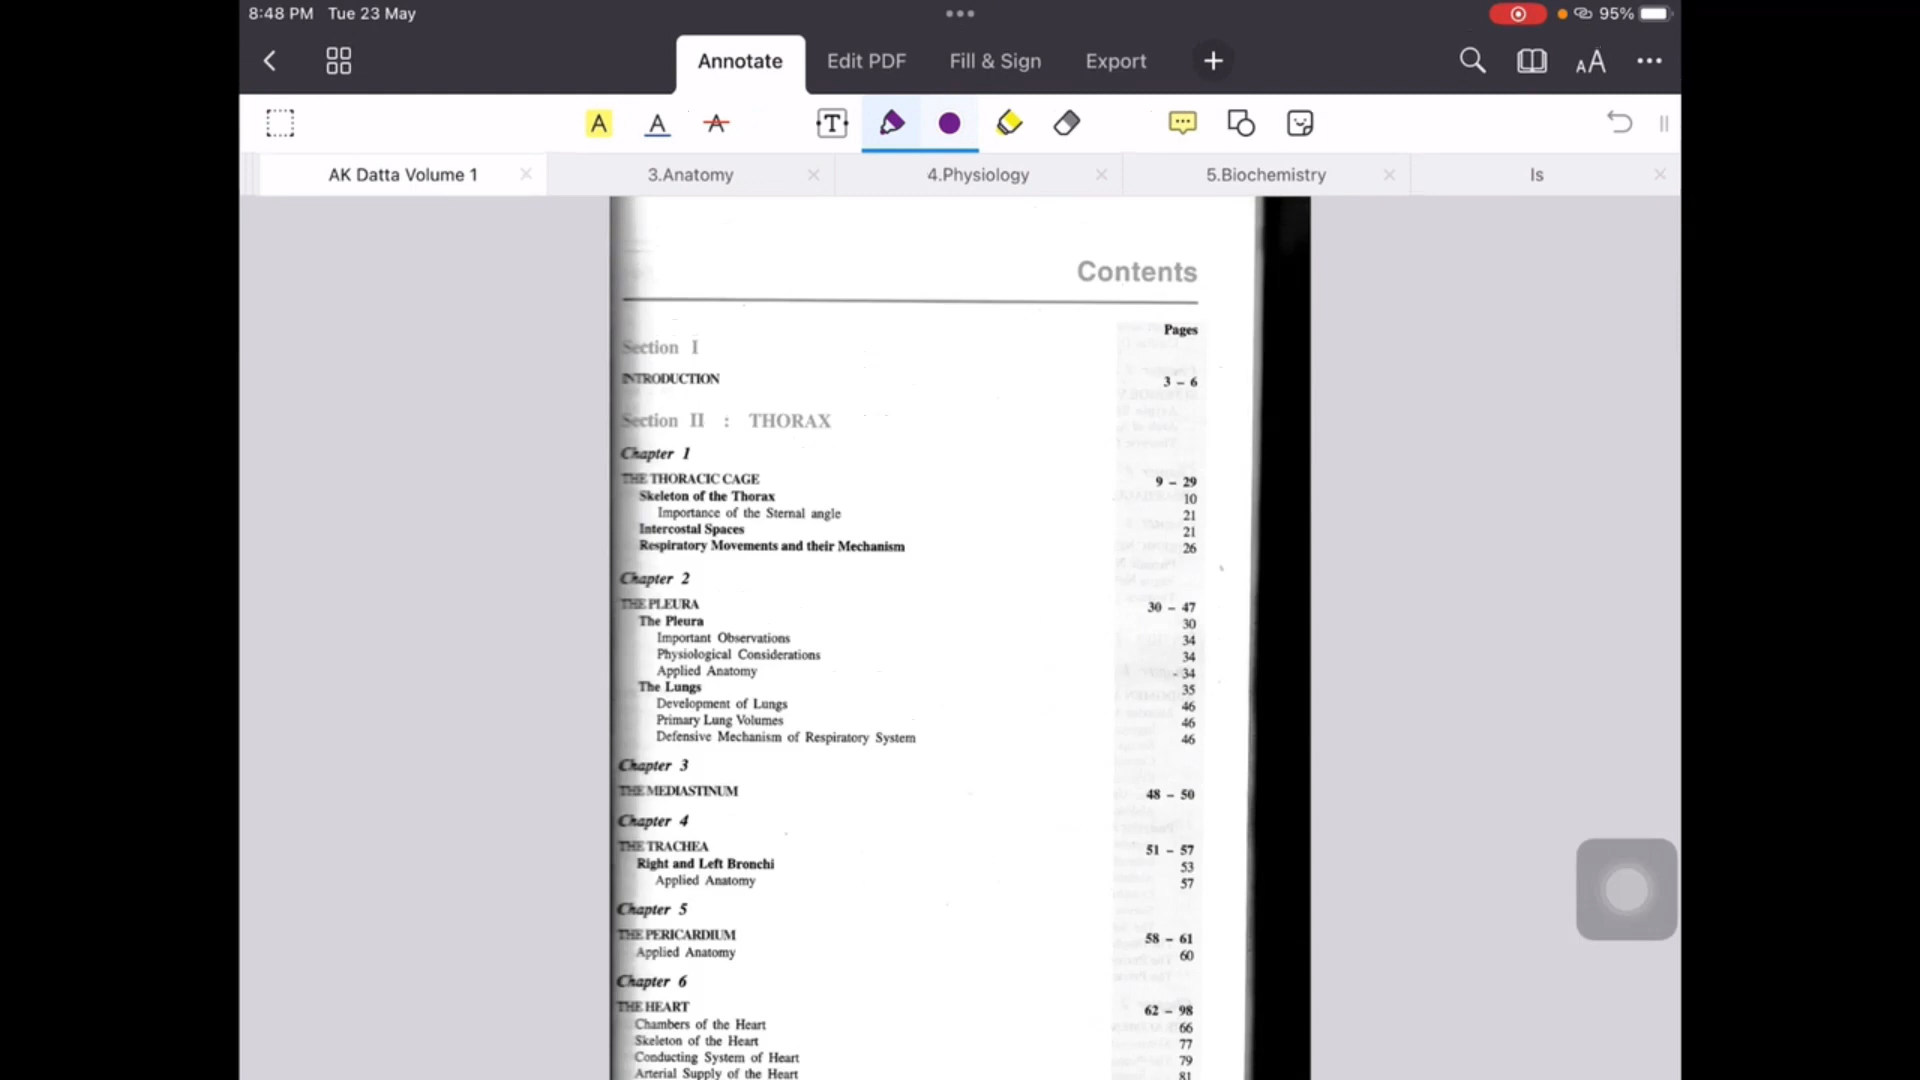 8:48 PM Tue 23 May
95%
Annotate Edit PDF Fill & Sign Export
AK Datta Volume 1 3.Anatomy 4.Physiology 5.Biochemistry Is
Contents
Pages
Section I
INTRODUCTION 3 – 6
Section II : THORAX
Chapter 1
THE THORACIC CAGE 9 – 29
Skeleton of the Thorax 10
Importance of the Sternal angle 21
Intercostal Spaces 21
Respiratory Movements and their Mechanism 26
Chapter 2
THE PLEURA 30 – 47
The Pleura 30
Important Observations 34
Physiological Considerations 34
Applied Anatomy 34
The Lungs 35
Development of Lungs 46
Primary Lung Volumes 46
Defensive Mechanism of Respiratory System 46
Chapter 3
THE MEDIASTINUM 48 – 50
Chapter 4
THE TRACHEA 51 – 57
Right and Left Bronchi 53
Applied Anatomy 57
Chapter 5
THE PERICARDIUM 58 – 61
Applied Anatomy 60
Chapter 6
THE HEART 62 – 98
Chambers of the Heart 66
Skeleton of the Heart 77
Conducting System of Heart 79
Arterial Supply of the Heart 81